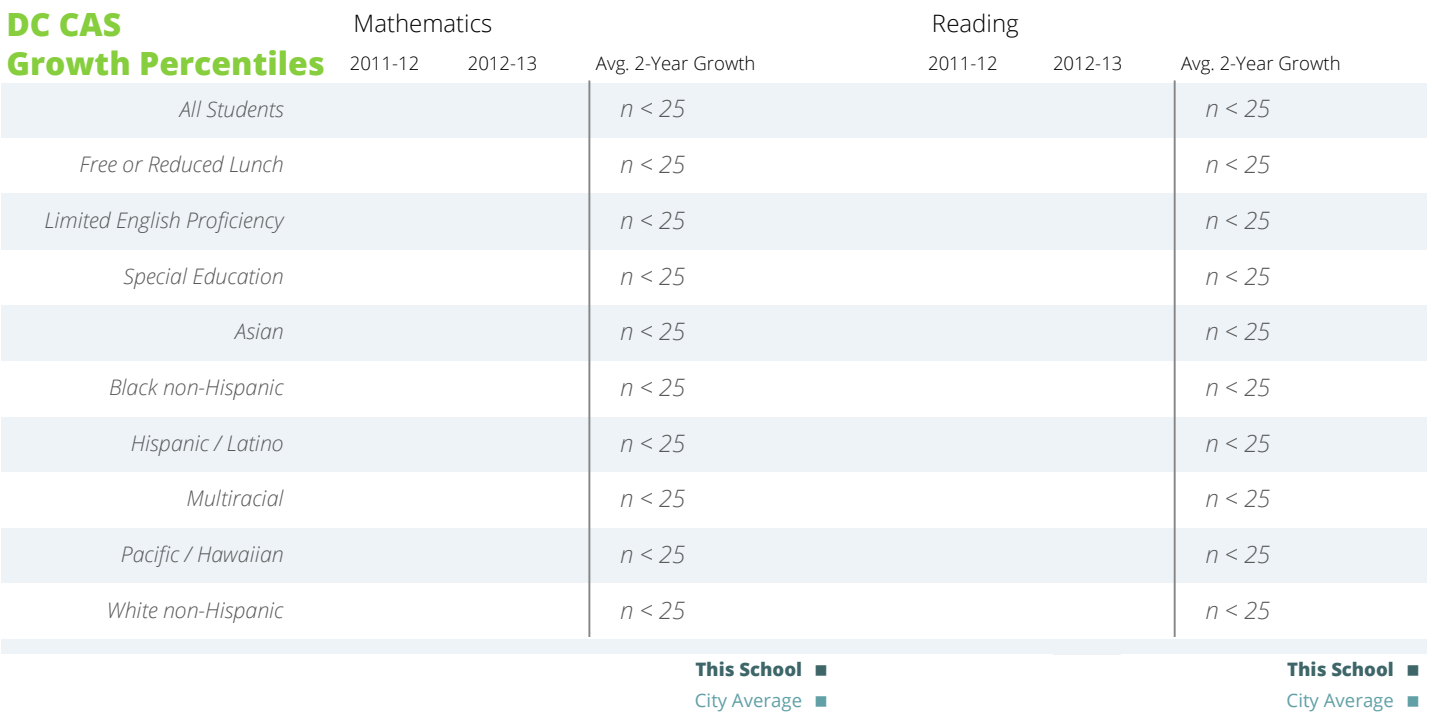 DC CAS
Growth Percentiles
Mathematics
Reading
2011-12 2012-13 Avg. 2-Year Growth 2011-12 2012-13 Avg. 2-Year Growth
All Students n < 25 n < 25
Free or Reduced Lunch n < 25 n < 25
Limited English Proficiency n < 25 n < 25
Special Education n < 25 n < 25
Asian n < 25 n < 25
Black non-Hispanic n < 25 n < 25
Hispanic / Latino n < 25 n < 25
Multiracial n < 25 n < 25
Pacific / Hawaiian n < 25 n < 25
White non-Hispanic n < 25 n < 25
This School This School
City Average City Average